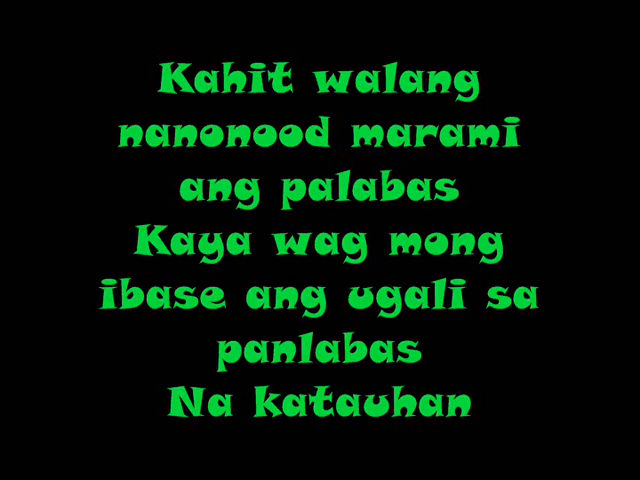 Kahit walang
nanonood marami
ang palabas
Kaya wag mong
ibase ang ugali sa
panlabas
Na katauhan